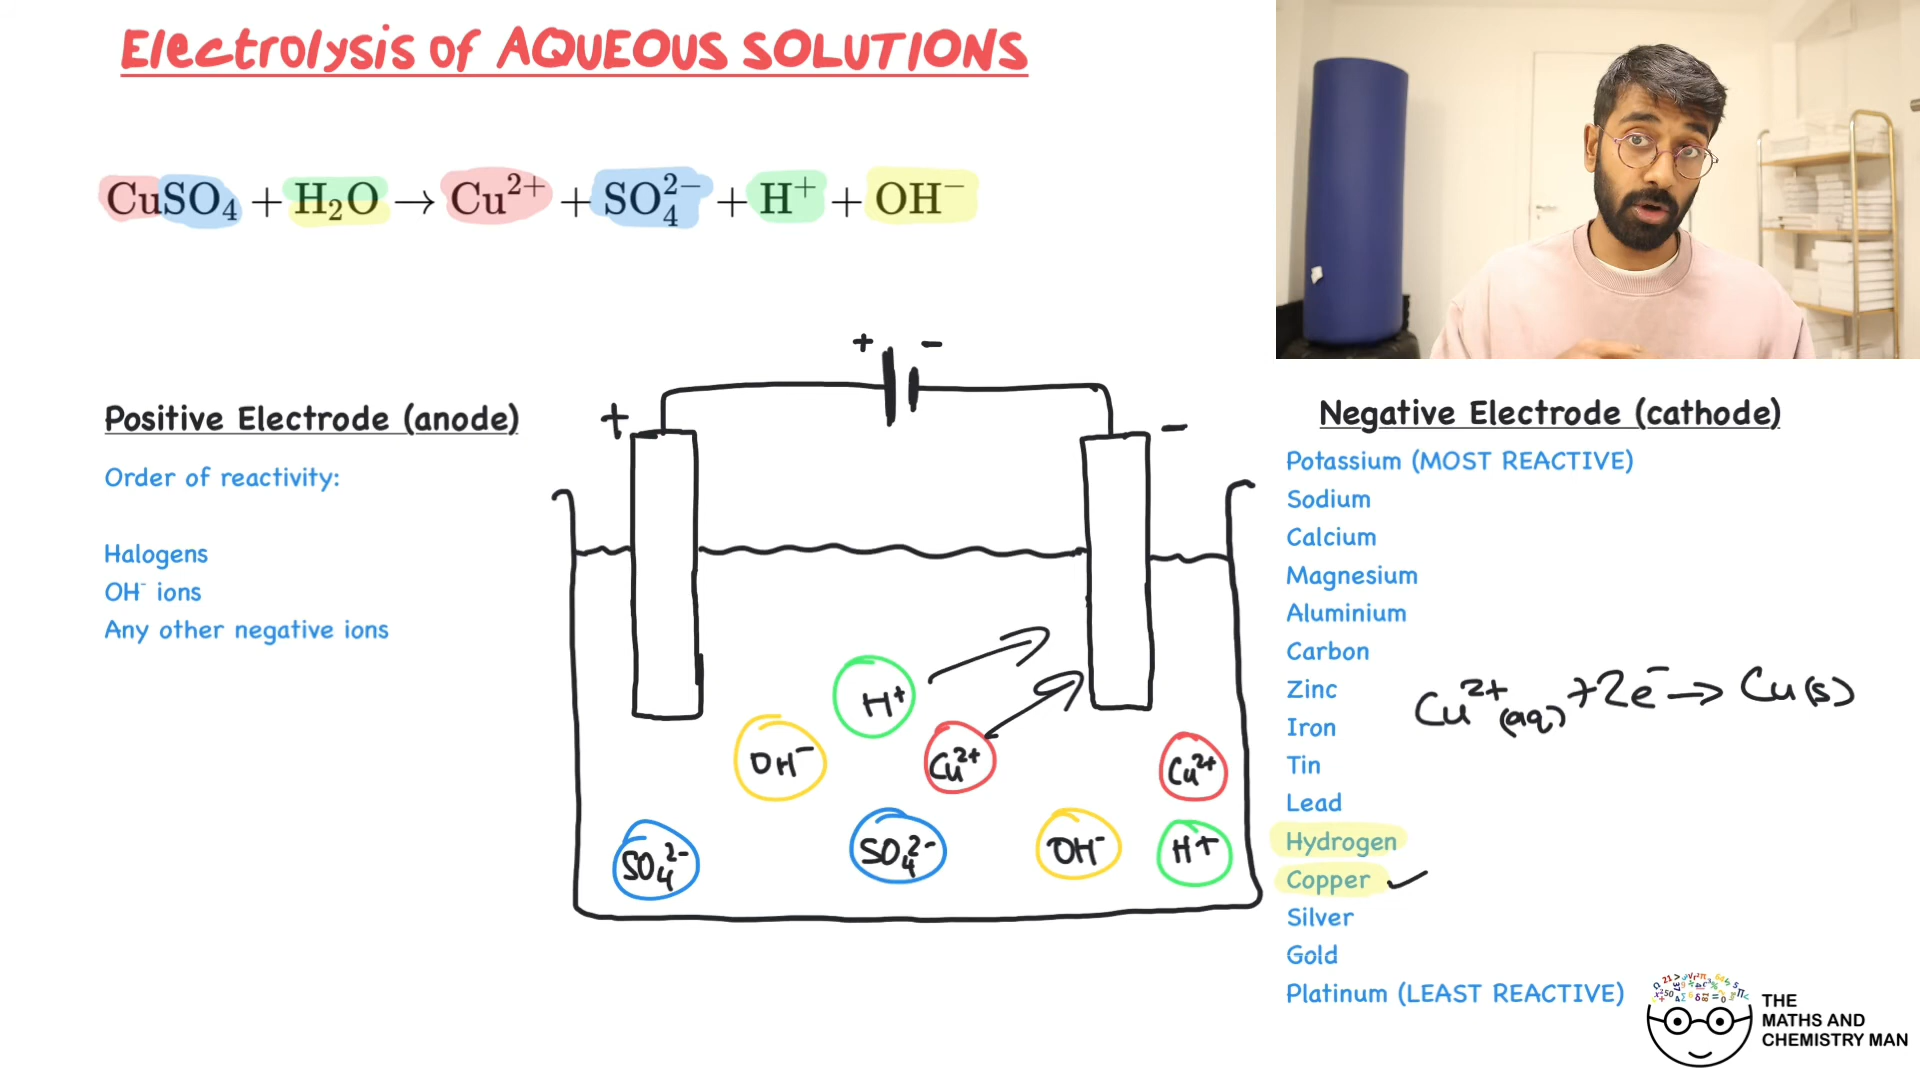 Electrolysis of AQUEOUS SOLUTIONS
CuSO₄ + H₂O → Cu²⁺ + SO₄²⁻ + H⁺ + OH⁻
+ −
Positive Electrode (anode)
Order of reactivity:
Halogens
OH⁻ ions
Any other negative ions
+ −
H⁺
OH⁻
Cu²⁺
Cu²⁺
SO₄²⁻
SO₄²⁻
OH⁻
H⁺
Negative Electrode (cathode)
Potassium (MOST REACTIVE)
Sodium
Calcium
Magnesium
Aluminium
Carbon
Zinc
Cu²⁺(aq) + 2e⁻ → Cu(s)
Iron
Tin
Lead
Hydrogen
Copper ✓
Silver
Gold
Platinum (LEAST REACTIVE)
THE
MATHS AND
CHEMISTRY MAN